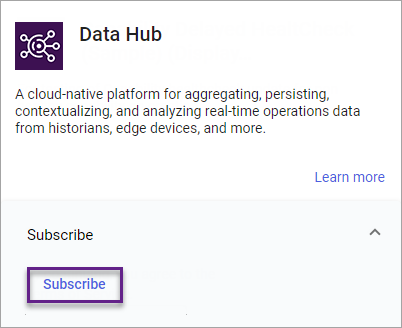 Data Hub
A cloud-native platform for aggregating, persisting,
contextualizing, and analyzing real-time operations data
from historians, edge devices, and more.
Learn more
Subscribe
Subscribe